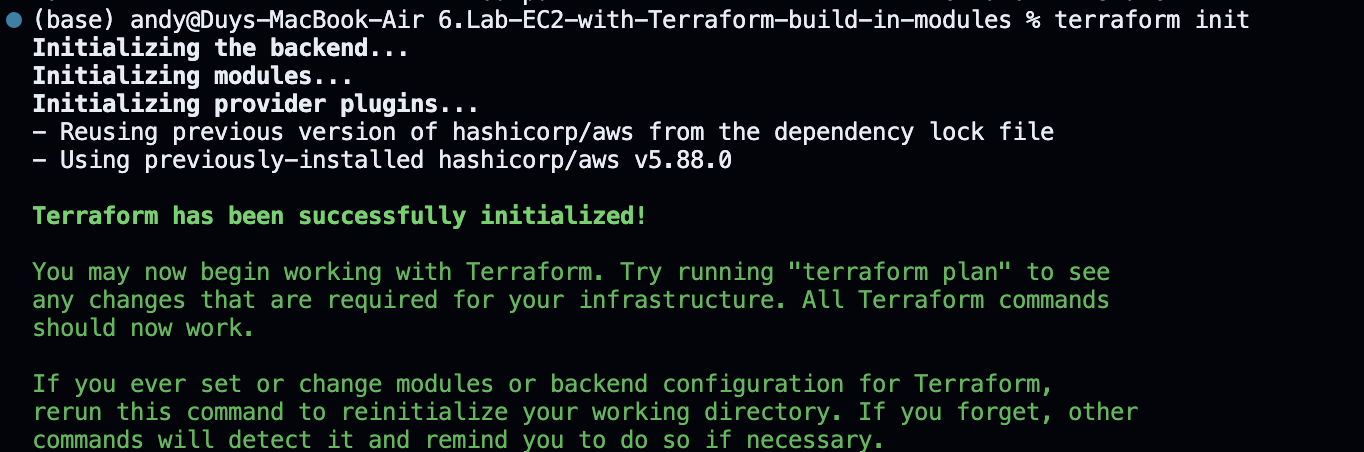 (base) andy@Duys-MacBook-Air 6.Lab-EC2-with-Terraform-build-in-modules % terraform init
Initializing the backend...
Initializing modules...
Initializing provider plugins...
- Reusing previous version of hashicorp/aws from the dependency lock file
- Using previously-installed hashicorp/aws v5.88.0
Terraform has been successfully initialized!
You may now begin working with Terraform. Try running "terraform plan" to see
any changes that are required for your infrastructure. All Terraform commands
should now work.
If you ever set or change modules or backend configuration for Terraform,
rerun this command to reinitialize your working directory. If you forget, other
commands will detect it and remind you to do so if necessary.